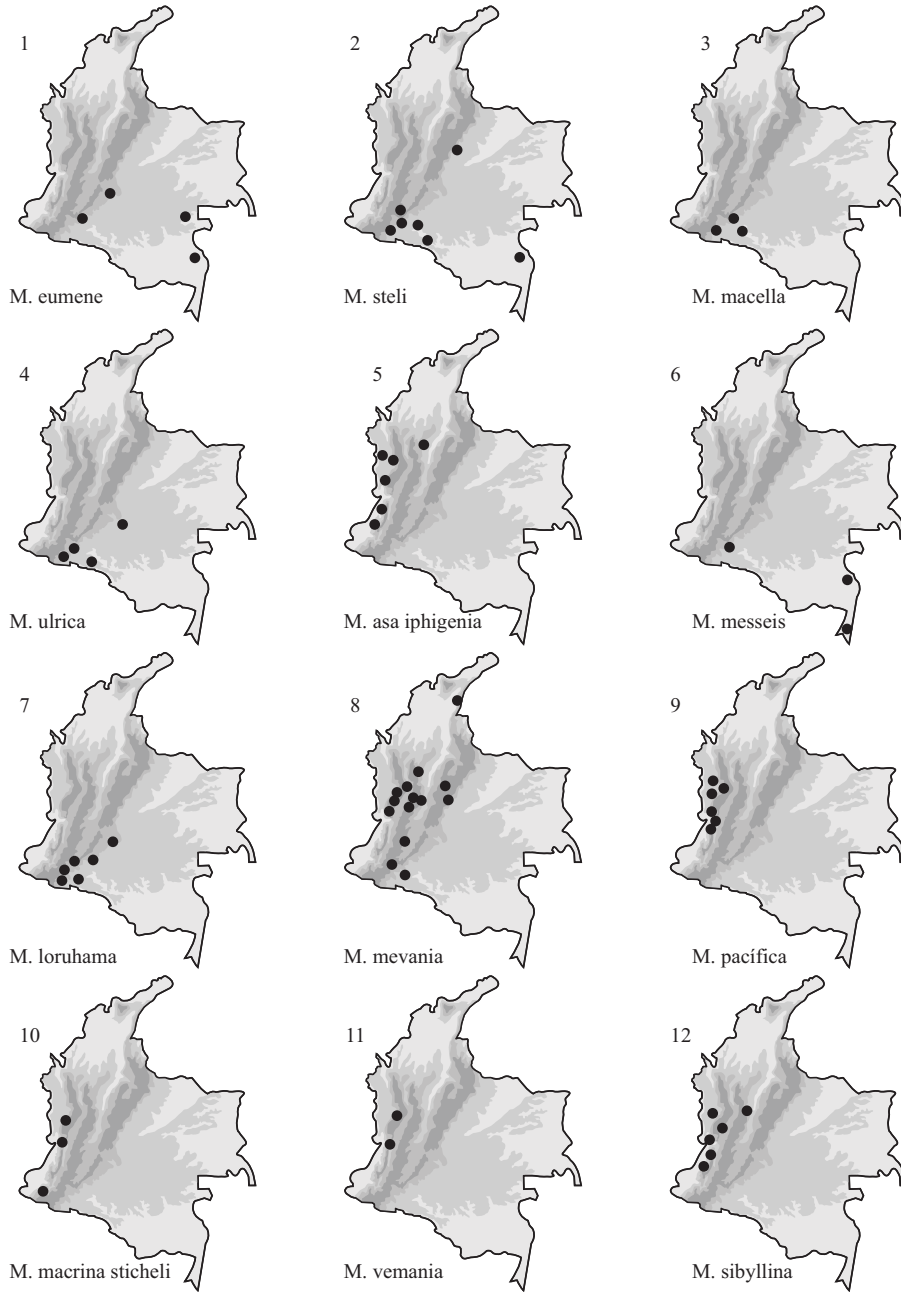 1
2
3
M. eumene
M. steli
M. macella
4
5
6
M. ulrica
M. asa iphigenia
M. messeis
7
8
9
M. loruhama
M. mevania
M. pacífica
10
11
12
M. macrina sticheli
M. vemania
M. sibyllina